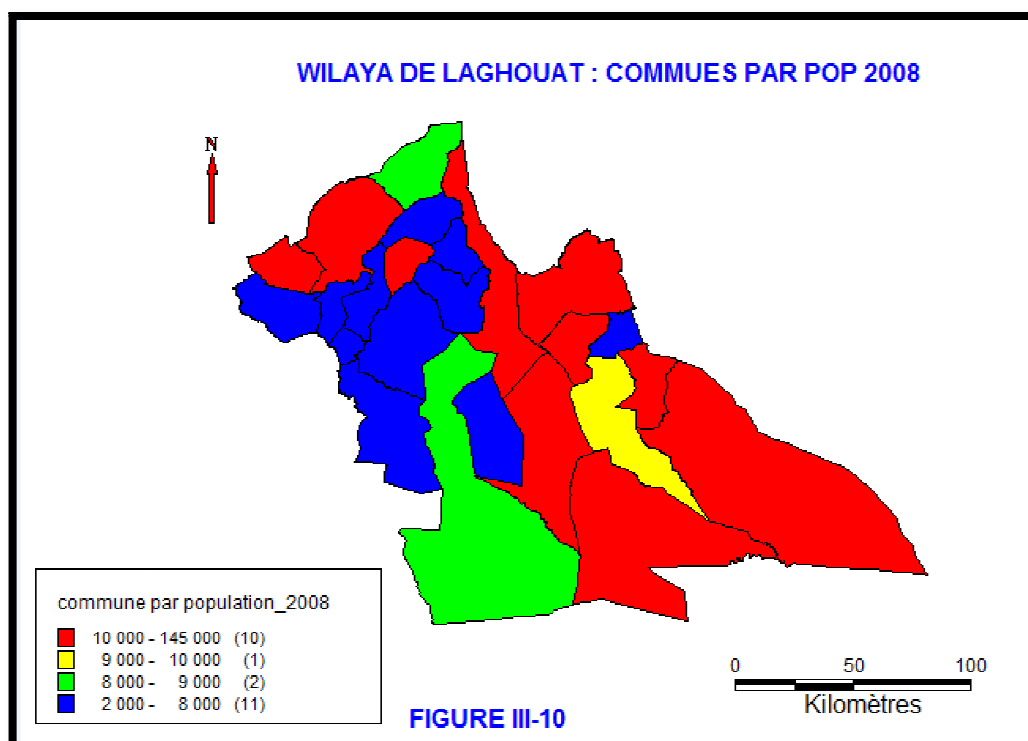 WILAYA DE LAGHOUAT : COMMUES PAR POP 2008
N
commune par population_2008
10 000 - 145 000 (10)
9 000 - 10 000 (1)
8 000 - 9 000 (2)
2 000 - 8 000 (11)
0 50 100
Kilomètres
FIGURE III-10